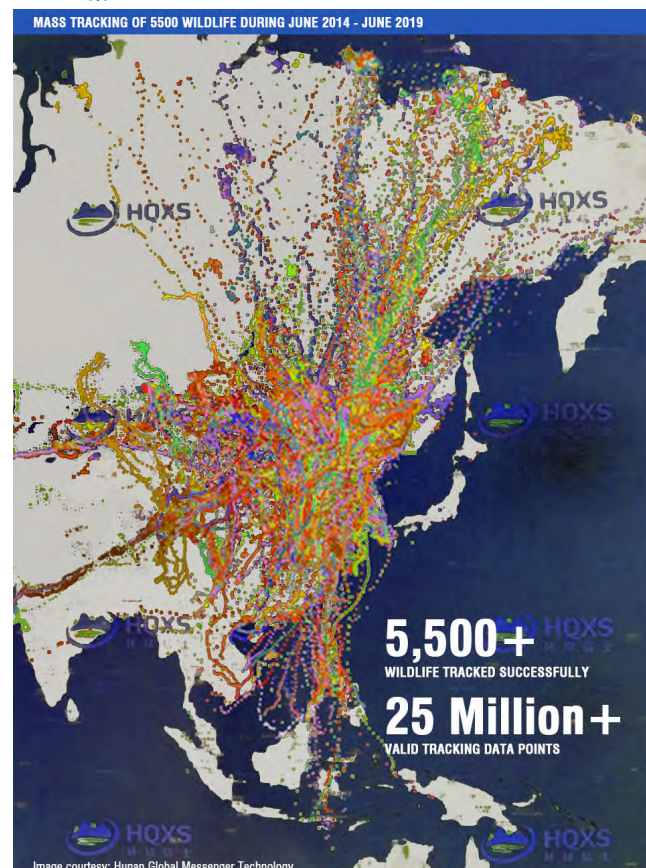 MASS TRACKING OF 5500 WILDLIFE DURING JUNE 2014 - JUNE 2019
HQXS
HQXS
HQXS
5,500+
WILDLIFE TRACKED SUCCESSFULLY
HQXS
HQXS
25 Million+
VALID TRACKING DATA POINTS
HQXS
HQXS
Image courtesy: Hunan Global Messenger Technology